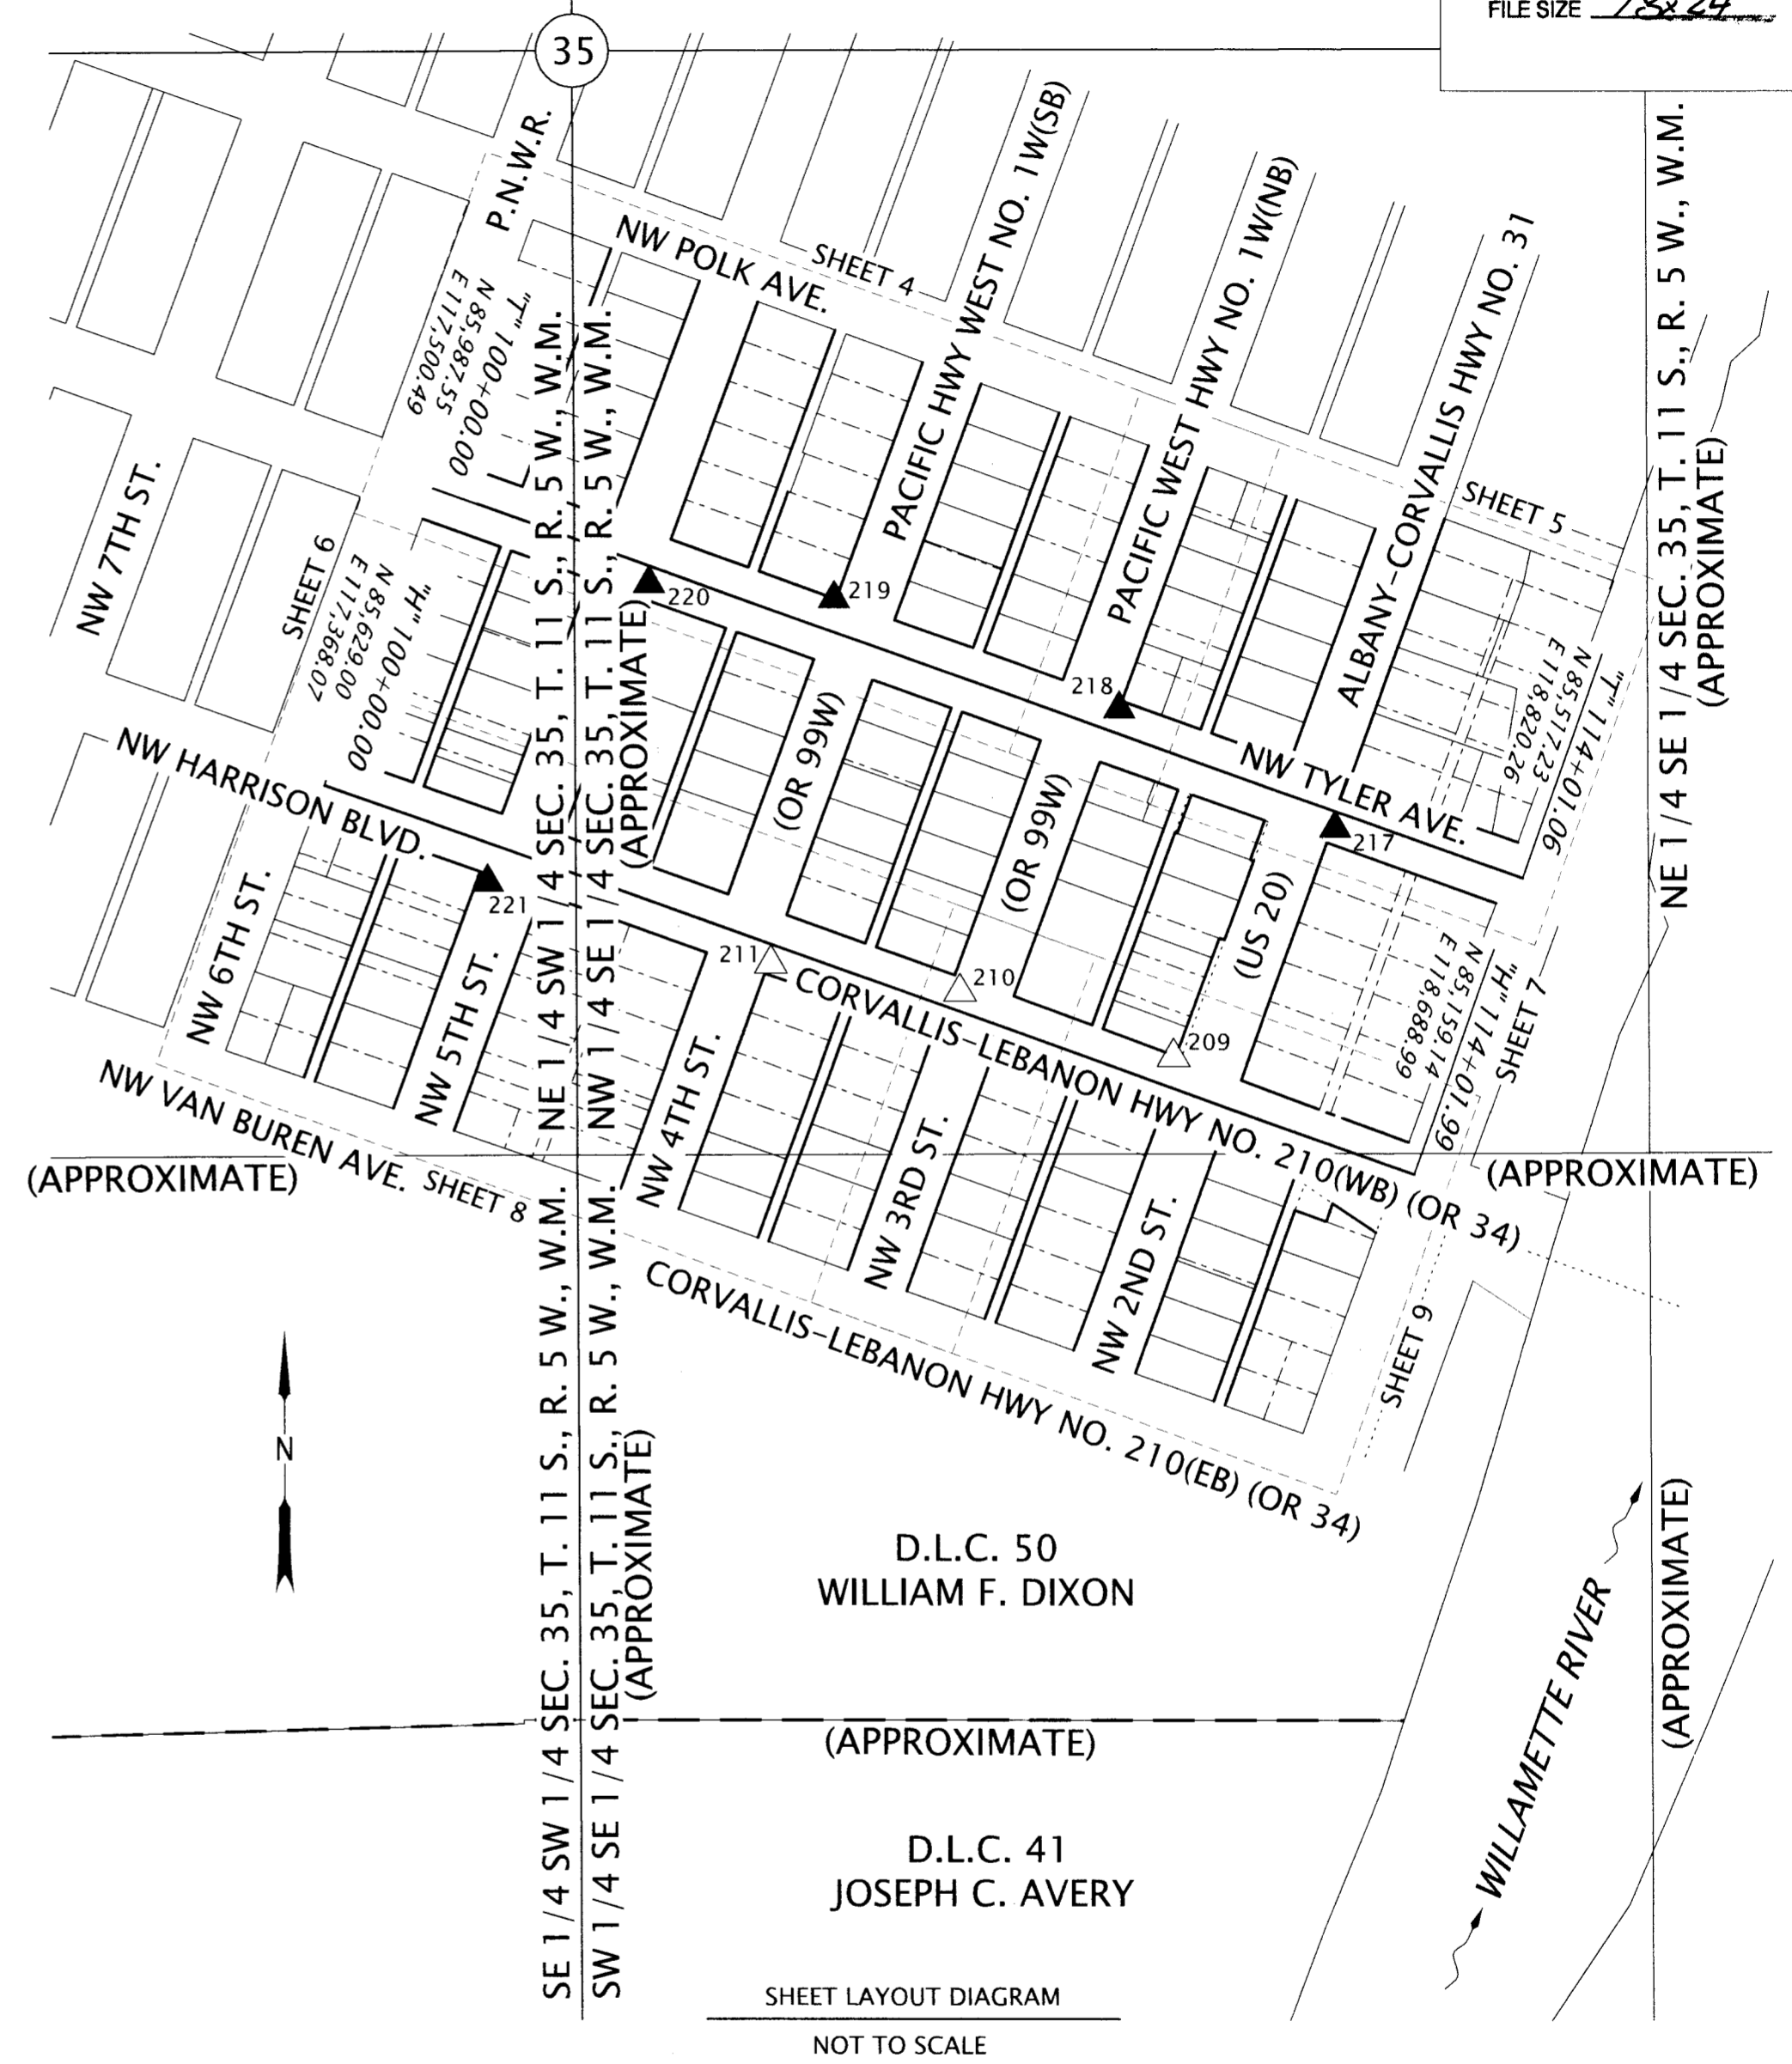 FILE SIZE 18x24
35
P.N.W.R.
NW POLK AVE.
SHEET 4
PACIFIC HWY WEST NO. 1W(SB)
PACIFIC WEST HWY NO. 1W(NB)
ALBANY-CORVALLIS HWY NO. 31
NE 1/4 SE 1/4 SEC. 35, T. 11 S., R. 5 W., W.M.
(APPROXIMATE)
"T" 100+00.00
N 85,987.55
E 117,500.49
NE 1/4 SW 1/4 SEC. 35, T. 11 S., R. 5 W., W.M.
NW 1/4 SE 1/4 SEC. 35, T. 11 S., R. 5 W., W.M.
(APPROXIMATE)
SHEET 5
NW 7TH ST.
SHEET 9
"H" 100+00.00
N 85,629.00
E 117,368.07
220
219
218
217
"T" 114+01.06
N 85,517.23
E 118,820.26
NW TYLER AVE.
(OR 99W)
(OR 99W)
(US 20)
NW HARRISON BLVD.
221
211
210
209
NW 6TH ST.
NW 5TH ST.
NW 4TH ST.
NW 3RD ST.
NW 2ND ST.
CORVALLIS-LEBANON HWY NO. 210(WB) (OR 34)
"H" 114+01.99
N 85,159.14
E 118,688.99
SHEET 7
NW VAN BUREN AVE.
SHEET 8
(APPROXIMATE)
(APPROXIMATE)
CORVALLIS-LEBANON HWY NO. 210(EB) (OR 34)
SHEET 6
N
SE 1/4 SW 1/4 SEC. 35, T. 11 S., R. 5 W., W.M.
SW 1/4 SE 1/4 SEC. 35, T. 11 S., R. 5 W., W.M.
(APPROXIMATE)
D.L.C. 50
WILLIAM F. DIXON
(APPROXIMATE)
WILLAMETTE RIVER
(APPROXIMATE)
D.L.C. 41
JOSEPH C. AVERY
SHEET LAYOUT DIAGRAM
NOT TO SCALE